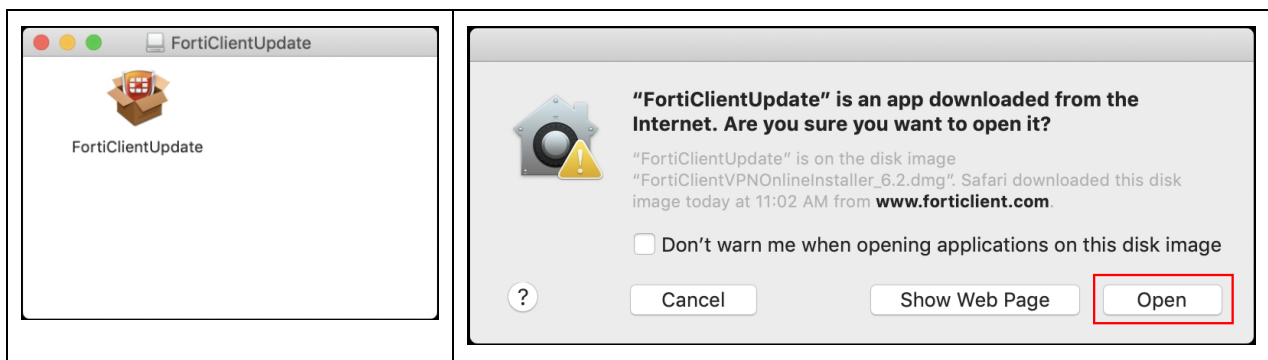 FortiClientUpdate
FortiClientUpdate
“FortiClientUpdate” is an app downloaded from the
Internet. Are you sure you want to open it?
“FortiClientUpdate” is on the disk image
“FortiClientVPNOnlineInstaller_6.2.dmg”. Safari downloaded this disk
image today at 11:02 AM from www.forticlient.com.
Don’t warn me when opening applications on this disk image
?
Cancel
Show Web Page
Open